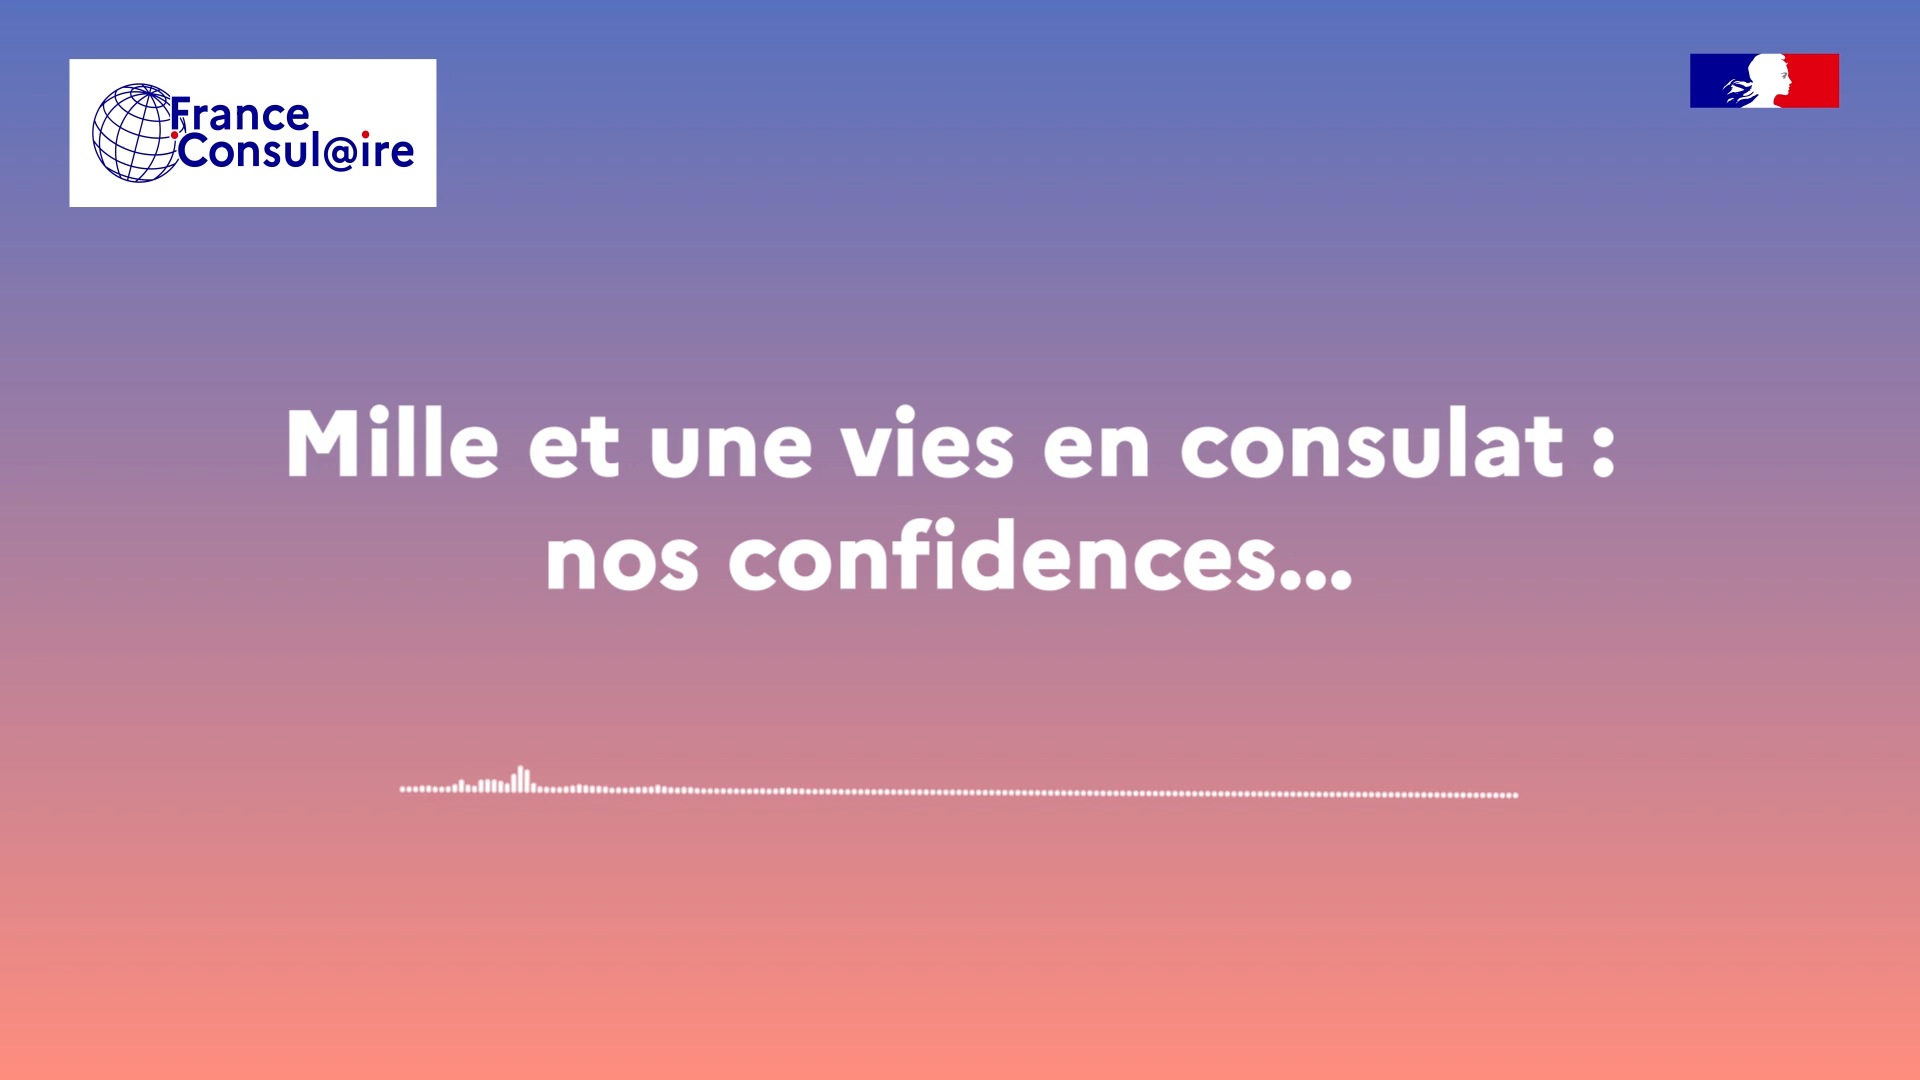 France
Consul@ire
Mille et une vies en consulat :
nos confidences...